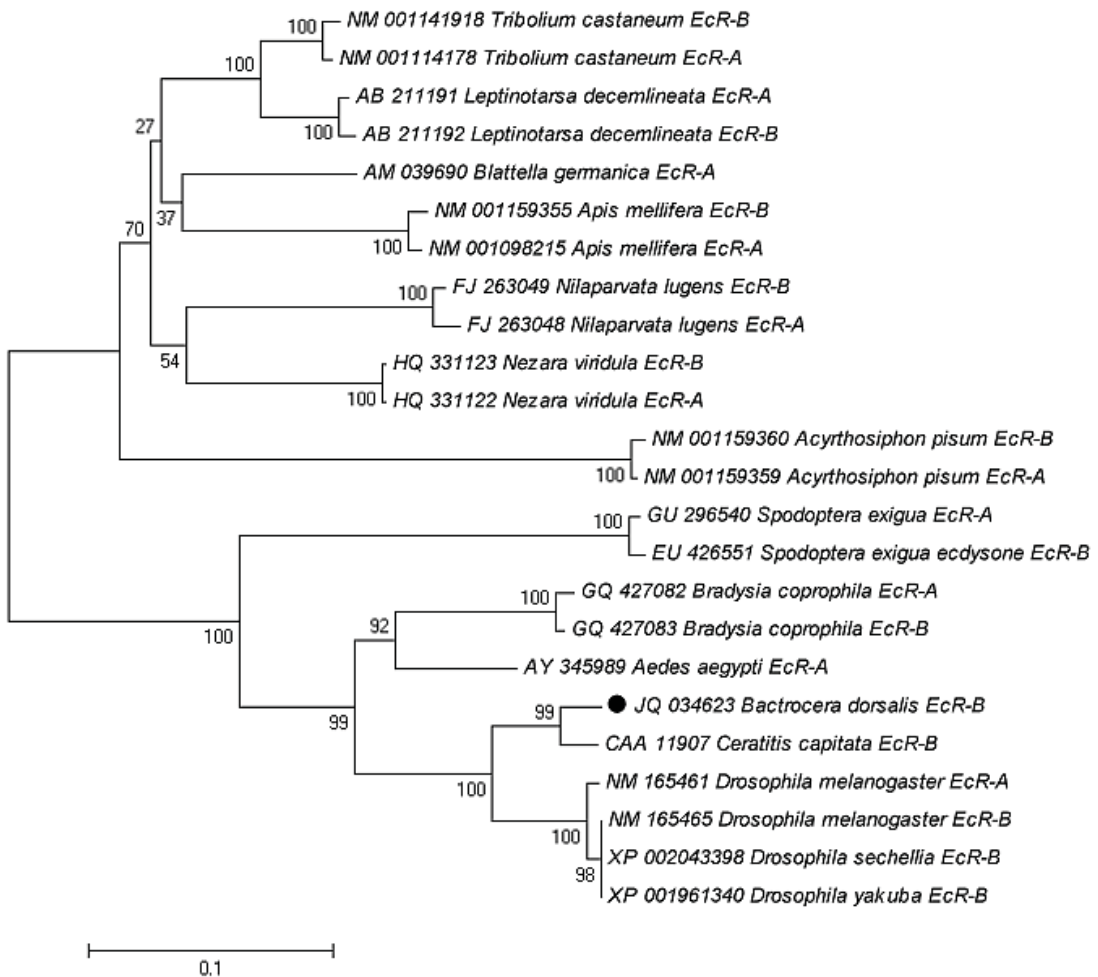 NM 001141918 Tribolium castaneum EcR-B
100
NM 001114178 Tribolium castaneum EcR-A
100
AB 211191 Leptinotarsa decemlineata EcR-A
100
AB 211192 Leptinotarsa decemlineata EcR-B
27
AM 039690 Blattella germanica EcR-A
37
NM 001159355 Apis mellifera EcR-B
70
100
NM 001098215 Apis mellifera EcR-A
FJ 263049 Nilaparvata lugens EcR-B
100
FJ 263048 Nilaparvata lugens EcR-A
54
HQ 331123 Nezara viridula EcR-B
100
HQ 331122 Nezara viridula EcR-A
NM 001159360 Acyrthosiphon pisum EcR-B
100
NM 001159359 Acyrthosiphon pisum EcR-A
GU 296540 Spodoptera exigua EcR-A
100
EU 426551 Spodoptera exigua ecdysone EcR-B
GQ 427082 Bradysia coprophila EcR-A
100
GQ 427083 Bradysia coprophila EcR-B
92
100
AY 345989 Aedes aegypti EcR-A
JQ 034623 Bactrocera dorsalis EcR-B
99
99
CAA 11907 Ceratitis capitata EcR-B
NM 165461 Drosophila melanogaster EcR-A
100
NM 165465 Drosophila melanogaster EcR-B
100
XP 002043398 Drosophila sechellia EcR-B
98
XP 001961340 Drosophila yakuba EcR-B
0.1